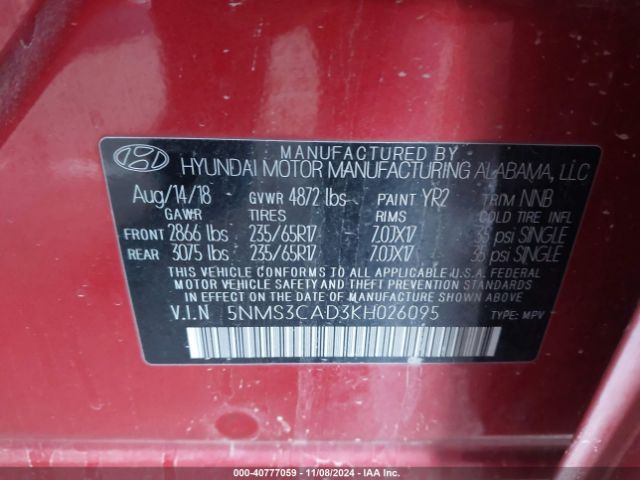 MANUFACTURED BY
HYUNDAI MOTOR MANUFACTURING ALABAMA, LLC
Aug/14/18 GVWR 4872 lbs PAINT YR2 TRIM NNB
GAWR TIRES RIMS COLD TIRE INFL
FRONT 2866 lbs 235/65R17 7.0JX17 35 psi SINGLE
REAR 3075 lbs 235/65R17 7.0JX17 35 psi SINGLE
THIS VEHICLE CONFORMS TO ALL APPLICABLE U.S.A. FEDERAL
MOTOR VEHICLE SAFETY AND THEFT PREVENTION STANDARDS
IN EFFECT ON THE DATE OF MANUFACTURE SHOWN ABOVE.
V.I.N 5NMS3CAD3KH026095 TYPE: MPV
000-40777059 - 11/08/2024 - IAA Inc.